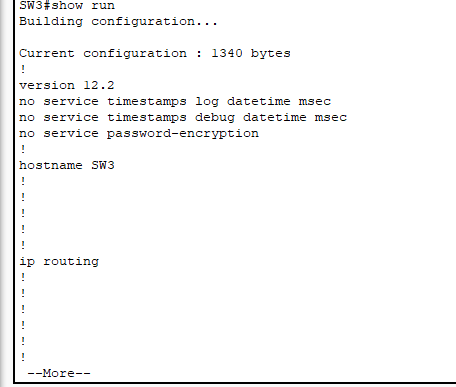 SW3#show run
Building configuration...
Current configuration : 1340 bytes
!
version 12.2
no service timestamps log datetime msec
no service timestamps debug datetime msec
no service password-encryption
!
hostname SW3
!
!
!
!
!
ip routing
!
!
!
!
!
!
--More--